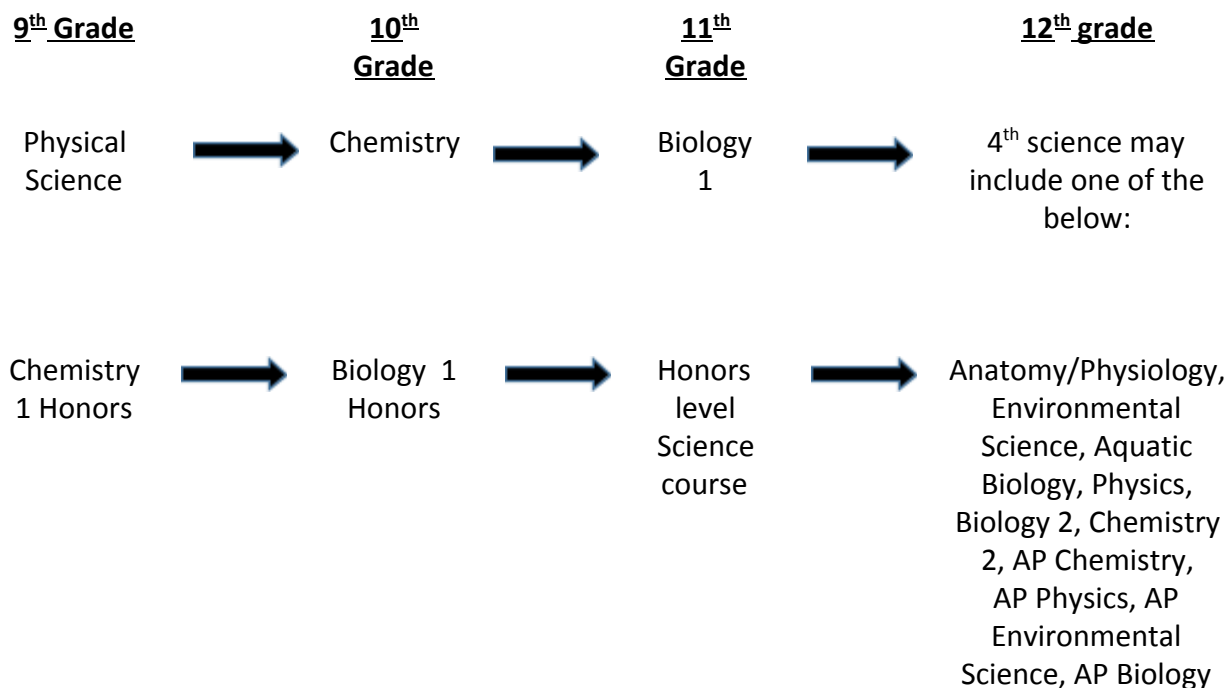 9th Grade
10th
Grade
11th
Grade
12th grade
Physical
Science
Chemistry
Biology
1
4th science may
include one of the
below:
Chemistry
1 Honors
Biology 1
Honors
Honors
level
Science
course
Anatomy/Physiology,
Environmental
Science, Aquatic
Biology, Physics,
Biology 2, Chemistry
2, AP Chemistry,
AP Physics, AP
Environmental
Science, AP Biology